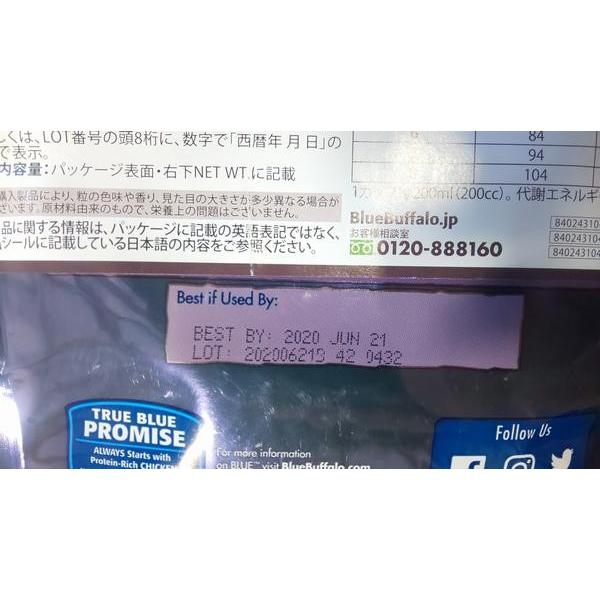 くは、LOT番号の頭8桁に、数字で「西暦年月日」の
で表示。
内容量:パッケージ表面・右下NET WT.に記載
購入製品により、粒の色味や香り、見た目の大きさが多少異なる場合が
ざいます。原材料由来のもので、栄養上の問題はございません。
品に関する情報は、パッケージに記載の英語表記ではなく、
シールに記載している日本語の内容をご参照ください。
6 84
94
104
1カップ=200ml(200cc)。代謝エネルギ
BlueBuffalo.jp
お客様相談室
0120-888160
84024310
84024310
840243104
Best if Used By:
BEST BY: 2020 JUN 21
LOT: 20200621S 42 0432
TRUE BLUE
PROMISE
ALWAYS Starts with
Protein-Rich CHICKEN
For more information
on BLUE™ visit BlueBuffalo.com
Follow Us